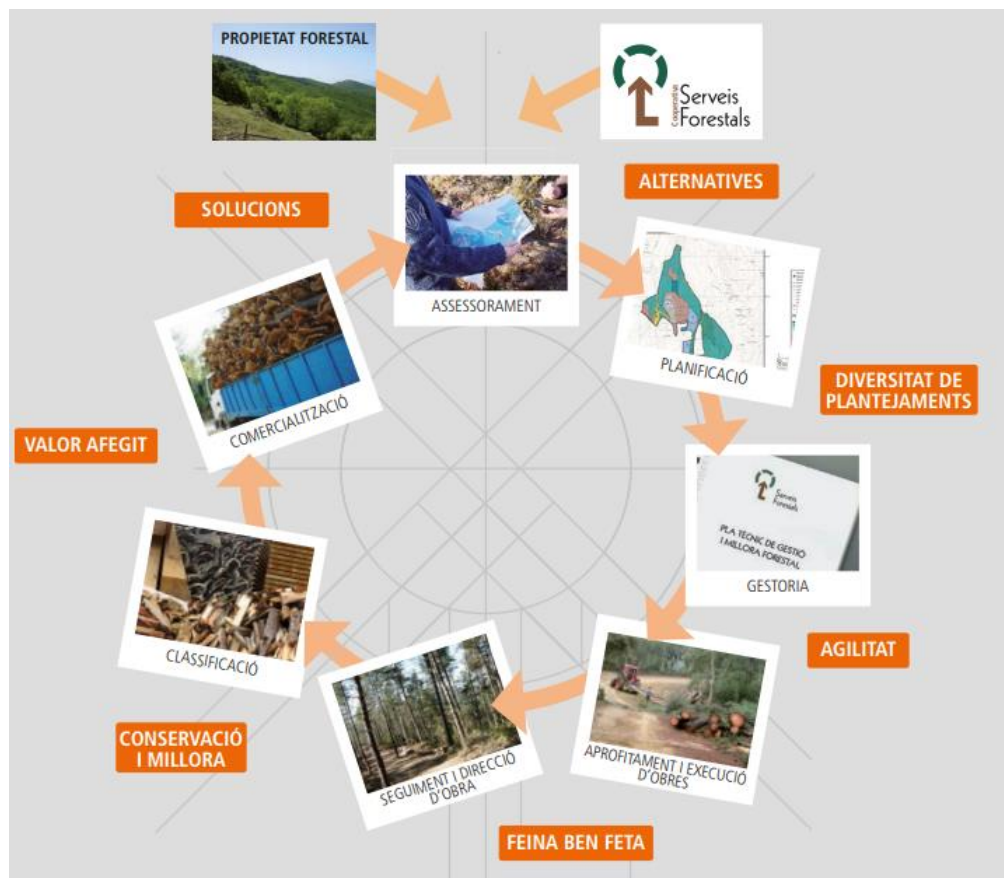 PROPIETAT FORESTAL
Cooperativa
Serveis
Forestals
SOLUCIONS
ALTERNATIVES
ASSESSORAMENT
PLANIFICACIÓ
DIVERSITAT DE
PLANTEJAMENTS
COMERCIALITZACIÓ
VALOR AFEGIT
Serveis
Forestals
PLA TÈCNIC DE GESTIÓ
I MILLORA FORESTAL
GESTORIA
CLASSIFICACIÓ
AGILITAT
CONSERVACIÓ
I MILLORA
SEGUIMENT I DIRECCIÓ
D'OBRA
APROFITAMENT I EXECUCIÓ
D'OBRES
FEINA BEN FETA